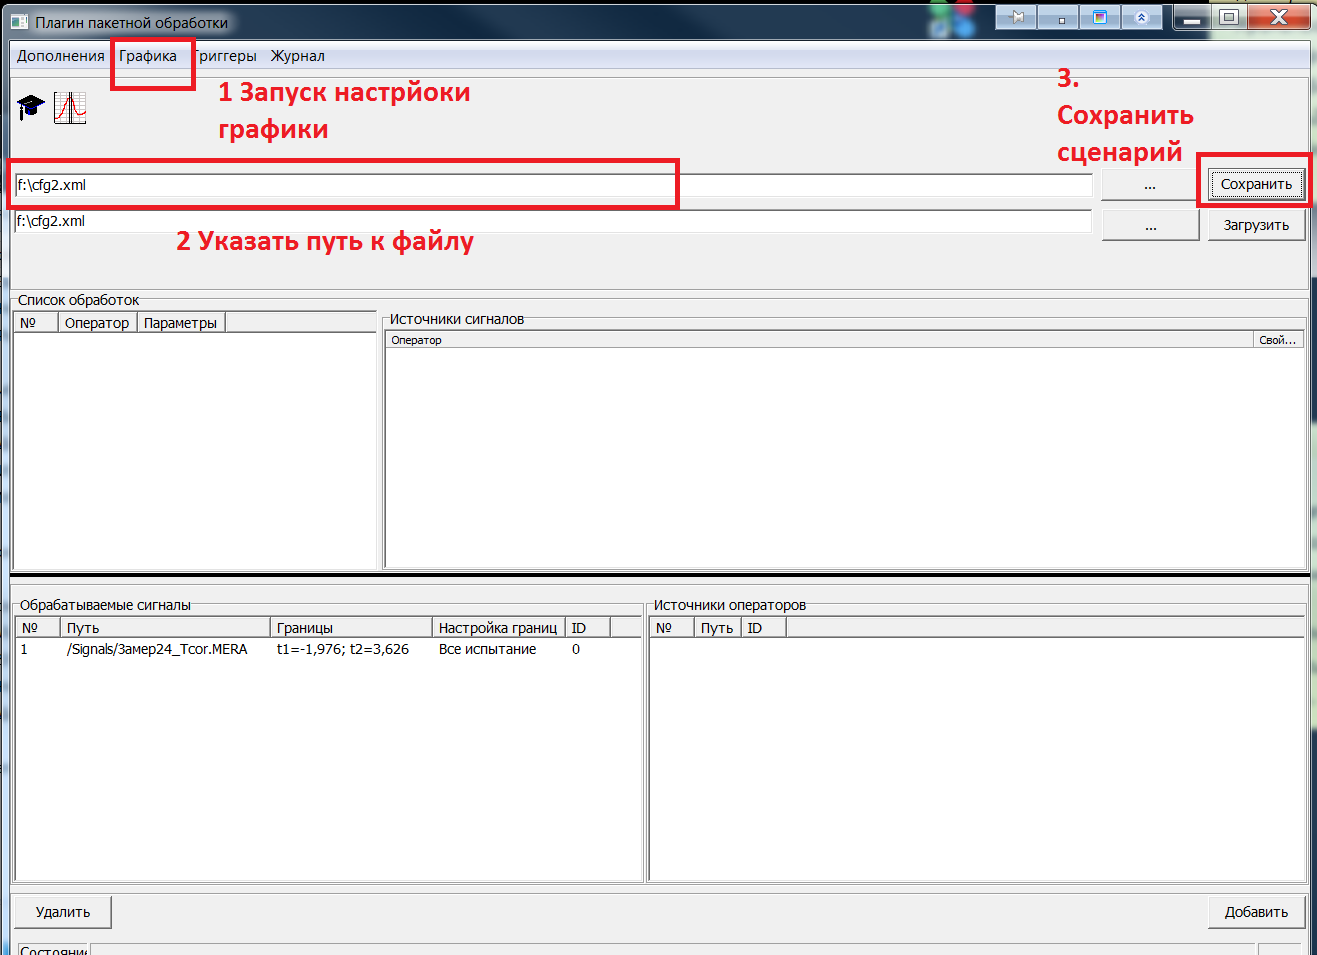 Плагин пакетной обработки
Дополнения Графика Триггеры Журнал
1 Запуск настрйоки
графики
3.
Сохранить
сценарий
f:\cfg2.xml
... Сохранить
f:\cfg2.xml
... Загрузить
2 Указать путь к файлу
Список обработок
№ Оператор Параметры
Источники сигналов
Оператор Свой...
Обрабатываемые сигналы
№ Путь Границы Настройка границ ID
1 /Signals/Замер24_Tcor.MERA t1=-1,976; t2=3,626 Все испытание 0
Источники операторов
№ Путь ID
Удалить Добавить
Состояние